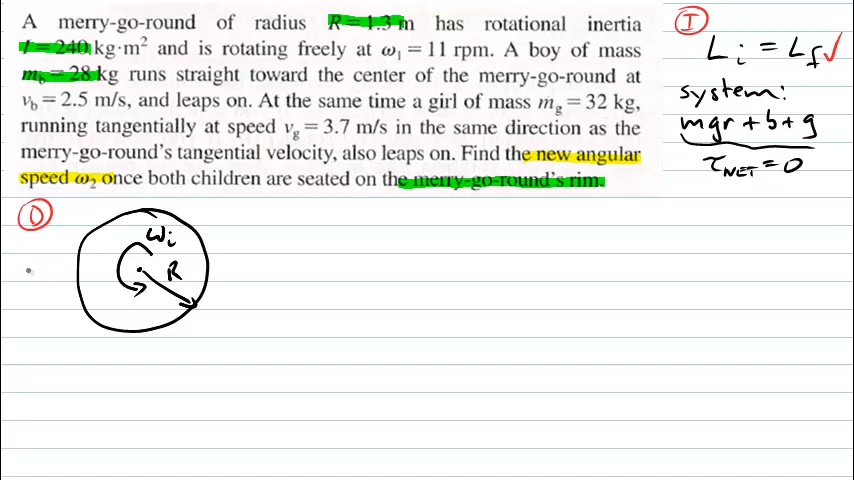 A merry-go-round of radius R = 1.3 m has rotational inertia
I = 240 kg·m² and is rotating freely at ω₁ = 11 rpm. A boy of mass
m_b = 28 kg runs straight toward the center of the merry-go-round at
v_b = 2.5 m/s, and leaps on. At the same time a girl of mass m_g = 32 kg,
running tangentially at speed v_g = 3.7 m/s in the same direction as the
merry-go-round's tangential velocity, also leaps on. Find the new angular
speed ω₂ once both children are seated on the merry-go-round's rim.
I
L_i = L_f ✓
system:
mgr + b + g
τ_NET = 0
D
ω_i
R